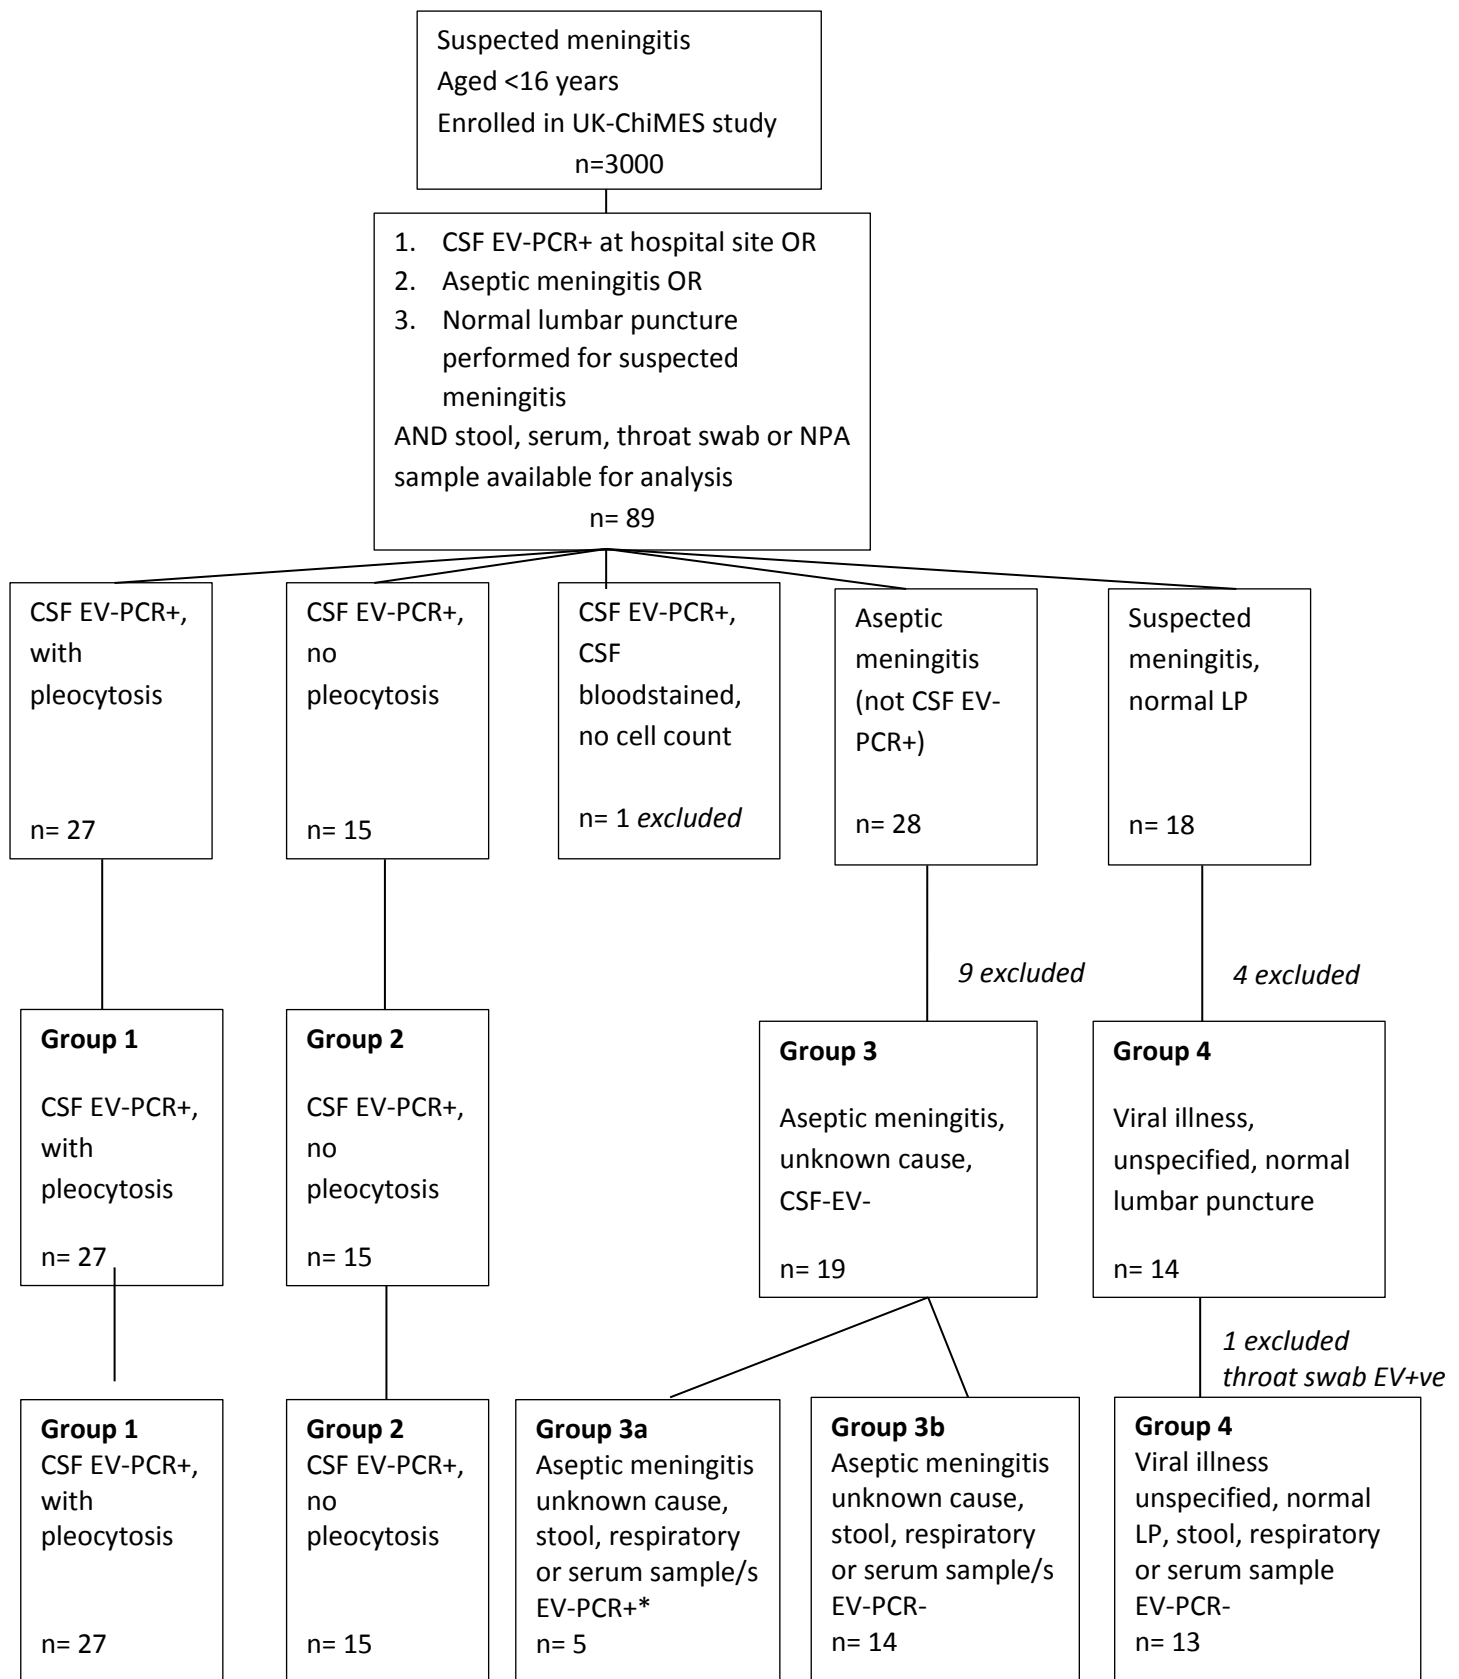 Suspected meningitis
Aged <16 years
Enrolled in UK-ChiMES study
n=3000
1. CSF EV-PCR+ at hospital site OR
2. Aseptic meningitis OR
3. Normal lumbar puncture
performed for suspected
meningitis
AND stool, serum, throat swab or NPA
sample available for analysis
n= 89
CSF EV-PCR+,
with
pleocytosis
n= 27
CSF EV-PCR+,
no
pleocytosis
n= 15
CSF EV-PCR+,
CSF
bloodstained,
no cell count
n= 1 excluded
Aseptic
meningitis
(not CSF EV-
PCR+)
n= 28
Suspected
meningitis,
normal LP
n= 18
9 excluded
4 excluded
Group 1
CSF EV-PCR+,
with
pleocytosis
n= 27
Group 2
CSF EV-PCR+,
no
pleocytosis
n= 15
Group 3
Aseptic meningitis,
unknown cause,
CSF-EV-
n= 19
Group 4
Viral illness,
unspecified, normal
lumbar puncture
n= 14
1 excluded
throat swab EV+ve
Group 1
CSF EV-PCR+,
with
pleocytosis
n= 27
Group 2
CSF EV-PCR+,
no
pleocytosis
n= 15
Group 3a
Aseptic meningitis
unknown cause,
stool, respiratory
or serum sample/s
EV-PCR+*
n= 5
Group 3b
Aseptic meningitis
unknown cause,
stool, respiratory
or serum sample/s
EV-PCR-
n= 14
Group 4
Viral illness
unspecified, normal
LP, stool, respiratory
or serum sample
EV-PCR-
n= 13